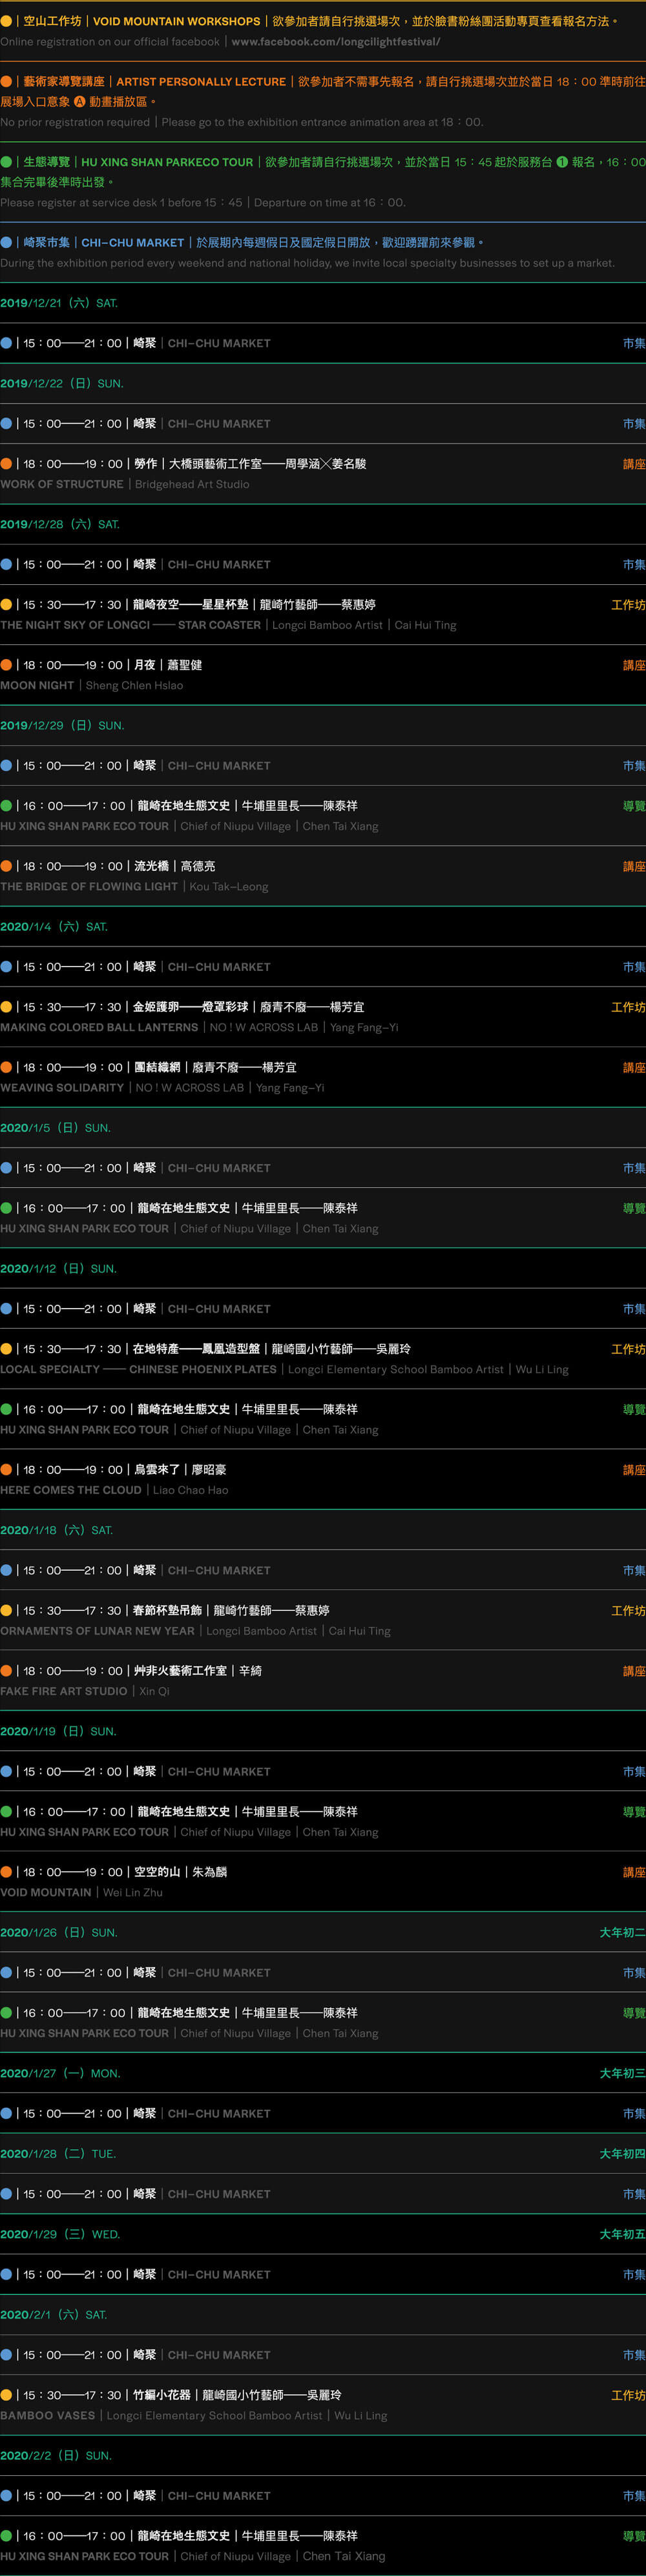 ● | 空山工作坊 | VOID MOUNTAIN WORKSHOPS | 欲參加者請自行挑選場次，並於臉書粉絲團活動專頁查看報名方法。
Online registration on our official facebook | www.facebook.com/longcilightfestival/
● | 藝術家導覽講座 | ARTIST PERSONALLY LECTURE | 欲參加者不需事先報名，請自行挑選場次並於當日 18：00 準時前往
展場入口意象 A 動畫播放區。
No prior registration required | Please go to the exhibition entrance animation area at 18：00.
● | 生態導覽 | HU XING SHAN PARKECO TOUR | 欲參加者請自行挑選場次，並於當日 15：45 起於服務台 ❶ 報名，16：00
集合完畢後準時出發。
Please register at service desk 1 before 15：45 | Departure on time at 16：00.
● | 崎聚市集 | CHI–CHU MARKET | 於展期內每週假日及國定假日開放，歡迎踴躍前來參觀。
During the exhibition period every weekend and national holiday, we invite local specialty businesses to set up a market.
2019/12/21（六）SAT.
● | 15：00──21：00 | 崎聚 | CHI–CHU MARKET 市集
2019/12/22（日）SUN.
● | 15：00──21：00 | 崎聚 | CHI–CHU MARKET 市集
● | 18：00──19：00 | 勞作 | 大橋頭藝術工作室──周學涵╳姜名駿 講座
WORK OF STRUCTURE | Bridgehead Art Studio
2019/12/28（六）SAT.
● | 15：00──21：00 | 崎聚 | CHI–CHU MARKET 市集
● | 15：30──17：30 | 龍崎夜空──星星杯墊 | 龍崎竹藝師──蔡惠婷 工作坊
THE NIGHT SKY OF LONGCI ── STAR COASTER | Longci Bamboo Artist | Cai Hui Ting
● | 18：00──19：00 | 月夜 | 蕭聖健 講座
MOON NIGHT | Sheng Chien Hsiao
2019/12/29（日）SUN.
● | 15：00──21：00 | 崎聚 | CHI–CHU MARKET 市集
● | 16：00──17：00 | 龍崎在地生態文史 | 牛埔里里長──陳泰祥 導覽
HU XING SHAN PARK ECO TOUR | Chief of Niupu Village | Chen Tai Xiang
● | 18：00──19：00 | 流光橋 | 高德亮 講座
THE BRIDGE OF FLOWING LIGHT | Kou Tak–Leong
2020/1/4（六）SAT.
● | 15：00──21：00 | 崎聚 | CHI–CHU MARKET 市集
● | 15：30──17：30 | 金姬護卵──燈罩彩球 | 廢青不廢──楊芳宜 工作坊
MAKING COLORED BALL LANTERNS | NO ! W ACROSS LAB | Yang Fang–Yi
● | 18：00──19：00 | 團結織網 | 廢青不廢──楊芳宜 講座
WEAVING SOLIDARITY | NO ! W ACROSS LAB | Yang Fang–Yi
2020/1/5（日）SUN.
● | 15：00──21：00 | 崎聚 | CHI–CHU MARKET 市集
● | 16：00──17：00 | 龍崎在地生態文史 | 牛埔里里長──陳泰祥 導覽
HU XING SHAN PARK ECO TOUR | Chief of Niupu Village | Chen Tai Xiang
2020/1/12（日）SUN.
● | 15：00──21：00 | 崎聚 | CHI–CHU MARKET 市集
● | 15：30──17：30 | 在地特產──鳳凰造型盤 | 龍崎國小竹藝師──吳麗玲 工作坊
LOCAL SPECIALTY ── CHINESE PHOENIX PLATES | Longci Elementary School Bamboo Artist | Wu Li Ling
● | 16：00──17：00 | 龍崎在地生態文史 | 牛埔里里長──陳泰祥 導覽
HU XING SHAN PARK ECO TOUR | Chief of Niupu Village | Chen Tai Xiang
● | 18：00──19：00 | 烏雲來了 | 廖昭豪 講座
HERE COMES THE CLOUD | Liao Chao Hao
2020/1/18（六）SAT.
● | 15：00──21：00 | 崎聚 | CHI–CHU MARKET 市集
● | 15：30──17：30 | 春節杯墊吊飾 | 龍崎竹藝師──蔡惠婷 工作坊
ORNAMENTS OF LUNAR NEW YEAR | Longci Bamboo Artist | Cai Hui Ting
● | 18：00──19：00 | 艸非火藝術工作室 | 辛綺 講座
FAKE FIRE ART STUDIO | Xin Qi
2020/1/19（日）SUN.
● | 15：00──21：00 | 崎聚 | CHI–CHU MARKET 市集
● | 16：00──17：00 | 龍崎在地生態文史 | 牛埔里里長──陳泰祥 導覽
HU XING SHAN PARK ECO TOUR | Chief of Niupu Village | Chen Tai Xiang
● | 18：00──19：00 | 空空的山 | 朱為麟 講座
VOID MOUNTAIN | Wei Lin Zhu
2020/1/26（日）SUN. 大年初二
● | 15：00──21：00 | 崎聚 | CHI–CHU MARKET 市集
● | 16：00──17：00 | 龍崎在地生態文史 | 牛埔里里長──陳泰祥 導覽
HU XING SHAN PARK ECO TOUR | Chief of Niupu Village | Chen Tai Xiang
2020/1/27（一）MON. 大年初三
● | 15：00──21：00 | 崎聚 | CHI–CHU MARKET 市集
2020/1/28（二）TUE. 大年初四
● | 15：00──21：00 | 崎聚 | CHI–CHU MARKET 市集
2020/1/29（三）WED. 大年初五
● | 15：00──21：00 | 崎聚 | CHI–CHU MARKET 市集
2020/2/1（六）SAT.
● | 15：00──21：00 | 崎聚 | CHI–CHU MARKET 市集
● | 15：30──17：30 | 竹編小花器 | 龍崎國小竹藝師──吳麗玲 工作坊
BAMBOO VASES | Longci Elementary School Bamboo Artist | Wu Li Ling
2020/2/2（日）SUN.
● | 15：00──21：00 | 崎聚 | CHI–CHU MARKET 市集
● | 16：00──17：00 | 龍崎在地生態文史 | 牛埔里里長──陳泰祥 導覽
HU XING SHAN PARK ECO TOUR | Chief of Niupu Village | Chen Tai Xiang